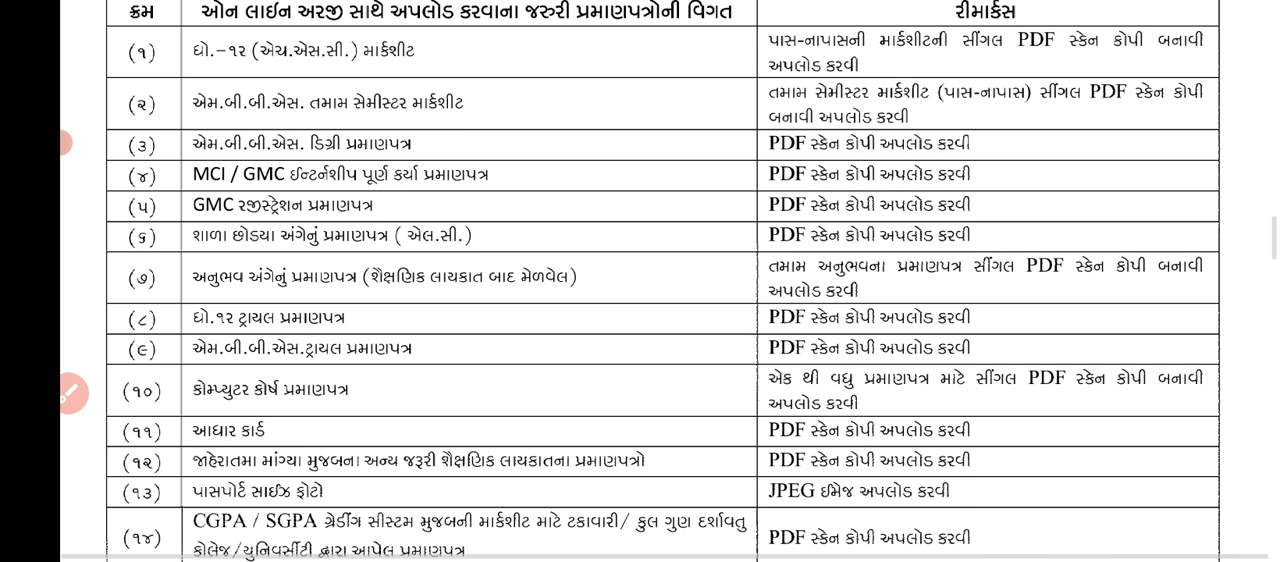 ક્રમ ઓન લાઈન અરજી સાથે અપલોડ કરવાના જરુરી પ્રમાણપત્રોની વિગત રીમાર્કસ
(૧) ધો.–૧૨ (એચ.એસ.સી.) માર્કશીટ પાસ-નાપાસની માર્કશીટની સીંગલ PDF સ્કેન કોપી બનાવી
અપલોડ કરવી
(૨) એમ.બી.બી.એસ. તમામ સેમીસ્ટર માર્કશીટ તમામ સેમીસ્ટર માર્કશીટ (પાસ-નાપાસ) સીંગલ PDF સ્કેન કોપી
બનાવી અપલોડ કરવી
(૩) એમ.બી.બી.એસ. ડિગ્રી પ્રમાણપત્ર PDF સ્કેન કોપી અપલોડ કરવી
(૪) MCI / GMC ઈન્ટર્નશીપ પૂર્ણ કર્યા પ્રમાણપત્ર PDF સ્કેન કોપી અપલોડ કરવી
(૫) GMC રજીસ્ટ્રેશન પ્રમાણપત્ર PDF સ્કેન કોપી અપલોડ કરવી
(૬) શાળા છોડયા અંગેનું પ્રમાણપત્ર ( એલ.સી.) PDF સ્કેન કોપી અપલોડ કરવી
(૭) અનુભવ અંગેનું પ્રમાણપત્ર (શૈક્ષણિક લાયકાત બાદ મેળવેલ) તમામ અનુભવના પ્રમાણપત્ર સીંગલ PDF સ્કેન કોપી બનાવી
અપલોડ કરવી
(૮) ધો.૧૨ ટ્રાયલ પ્રમાણપત્ર PDF સ્કેન કોપી અપલોડ કરવી
(૯) એમ.બી.બી.એસ.ટ્રાયલ પ્રમાણપત્ર PDF સ્કેન કોપી અપલોડ કરવી
(૧૦) કોમ્પ્યુટર કોર્ષ પ્રમાણપત્ર એક થી વધુ પ્રમાણપત્ર માટે સીંગલ PDF સ્કેન કોપી બનાવી
અપલોડ કરવી
(૧૧) આધાર કાર્ડ PDF સ્કેન કોપી અપલોડ કરવી
(૧૨) જાહેરાતમા માંગ્યા મુજબના અન્ય જરૂરી શૈક્ષણિક લાયકાતના પ્રમાણપત્રો PDF સ્કેન કોપી અપલોડ કરવી
(૧૩) પાસપોર્ટ સાઈઝ ફોટો JPEG ઈમેજ અપલોડ કરવી
(૧૪) CGPA / SGPA ગ્રેડીંગ સીસ્ટમ મુજબની માર્કશીટ માટે ટકાવારી/ કુલ ગુણ દર્શાવતુ
કોલેજ/યુનિવર્સીટી દ્વારા આપેલ પ્રમાણપત્ર PDF સ્કેન કોપી અપલોડ કરવી